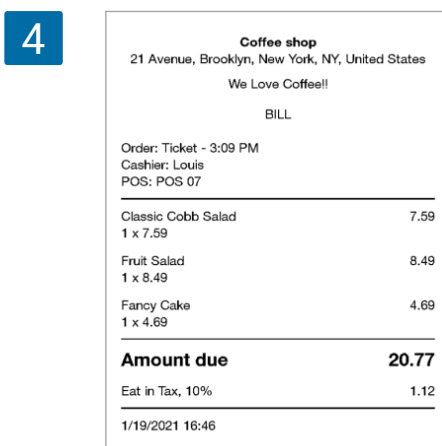 4
Coffee shop
21 Avenue, Brooklyn, New York, NY, United States
We Love Coffee!!
BILL
Order: Ticket - 3:09 PM
Cashier: Louis
POS: POS 07
Classic Cobb Salad 7.59
1 x 7.59
Fruit Salad 8.49
1 x 8.49
Fancy Cake 4.69
1 x 4.69
Amount due 20.77
Eat in Tax, 10% 1.12
1/19/2021 16:46